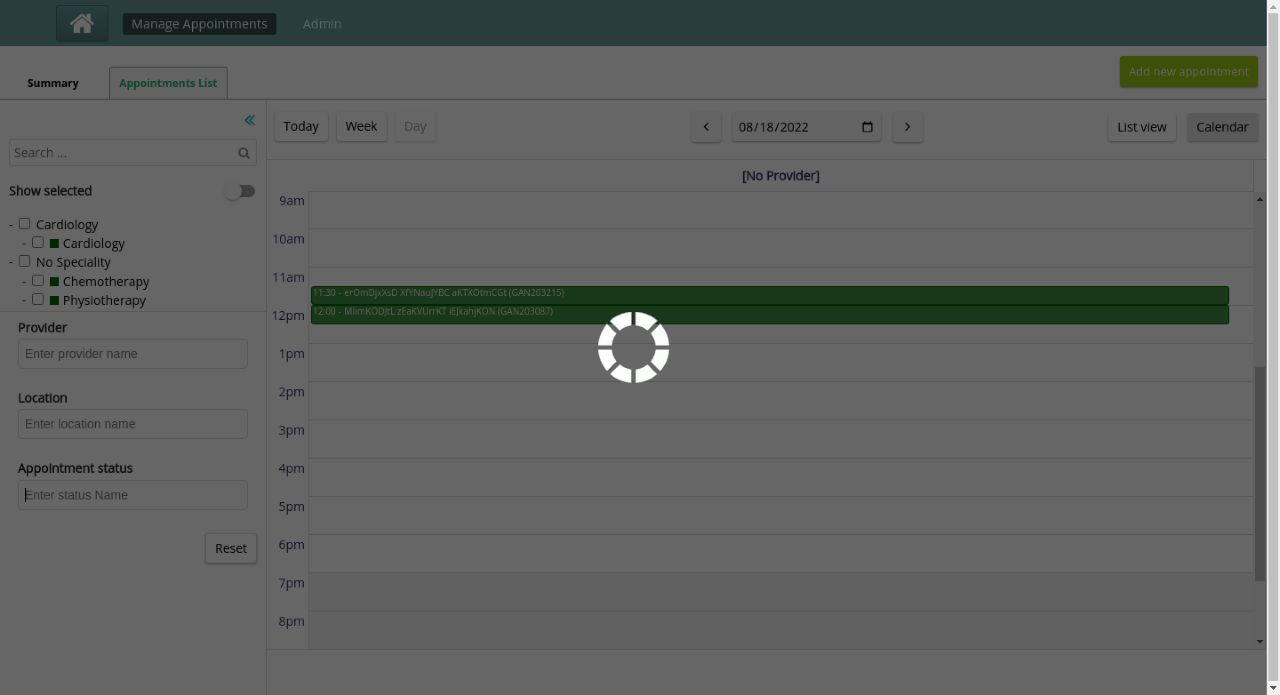 Manage Appointments
Admin
Summary
Appointments List
Add new appointment
Today
Week
Day
08/18/2022
List view
Calendar
Search ...
Show selected
- Cardiology
- Cardiology
- No Speciality
- Chemotherapy
- Physiotherapy
Provider
Enter provider name
Location
Enter location name
Appointment status
Enter status Name
Reset
[No Provider]
9am
10am
11am
11:30 - erOmDjxXsD XfYNauJYBC aKTXOtmCGt (GAN203215)
12:00 - MlimKODJtL zEaKVUrrKT iEJkahjKON (GAN203087)
12pm
1pm
2pm
3pm
4pm
5pm
6pm
7pm
8pm